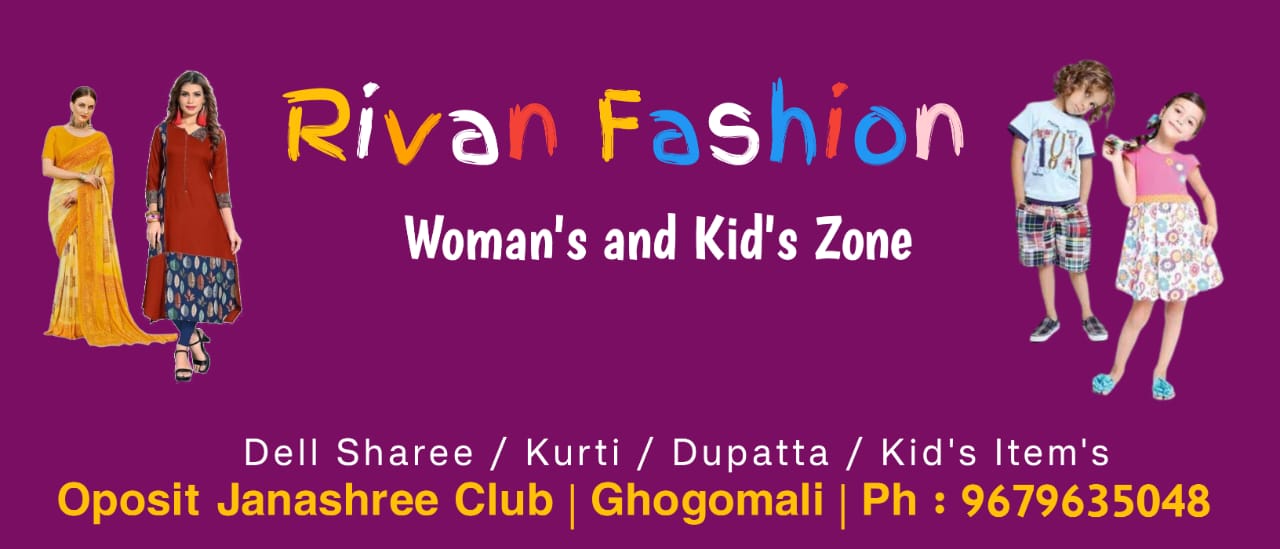 Rivan Fashion
Woman's and Kid's Zone
Dell Sharee / Kurti / Dupatta / Kid's Item's
Oposit Janashree Club | Ghogomali | Ph : 9679635048